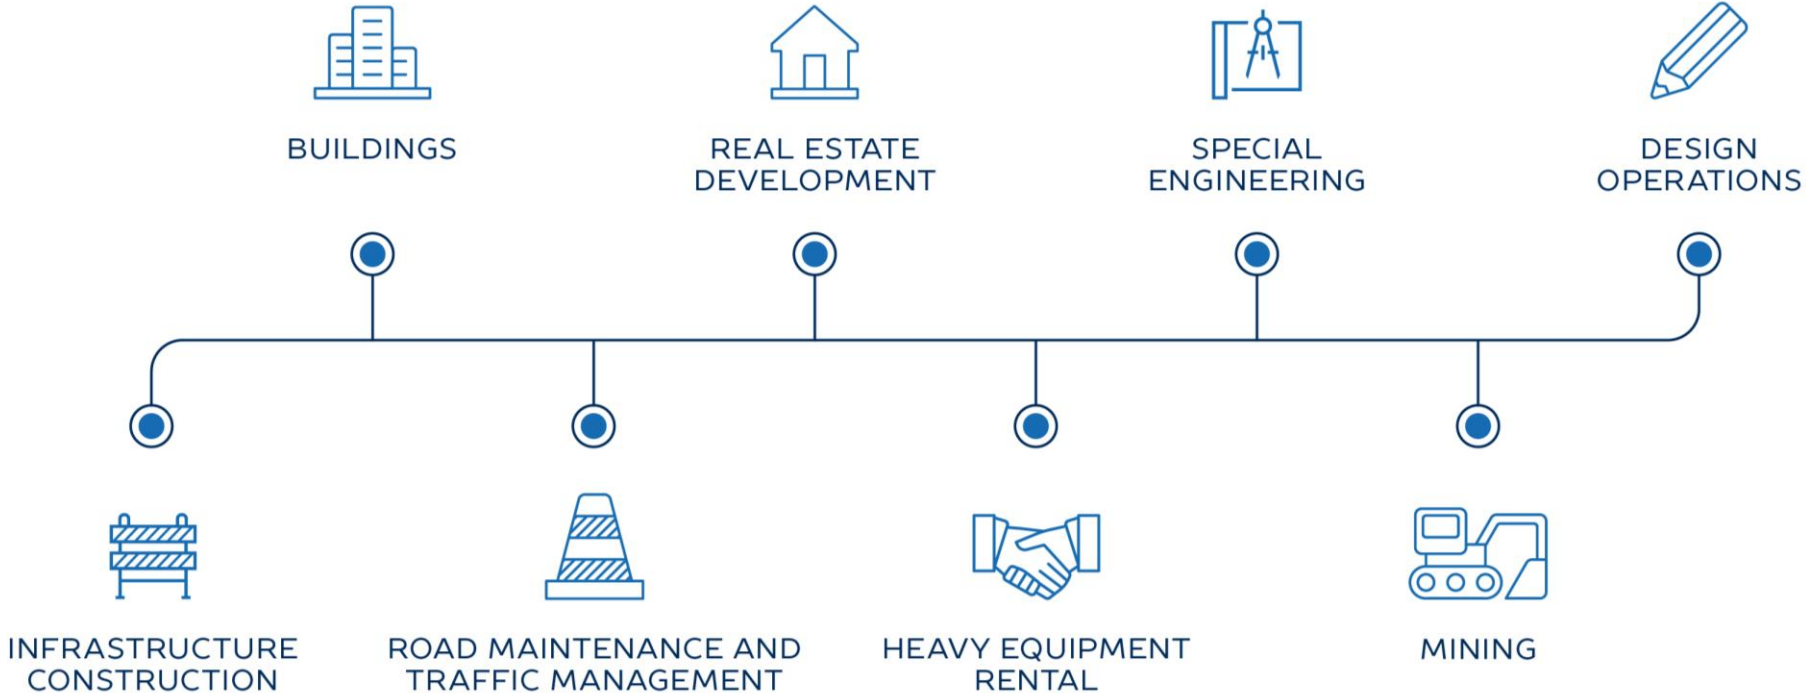 BUILDINGS
REAL ESTATE
DEVELOPMENT
SPECIAL
ENGINEERING
DESIGN
OPERATIONS
INFRASTRUCTURE
CONSTRUCTION
ROAD MAINTENANCE AND
TRAFFIC MANAGEMENT
HEAVY EQUIPMENT
RENTAL
MINING